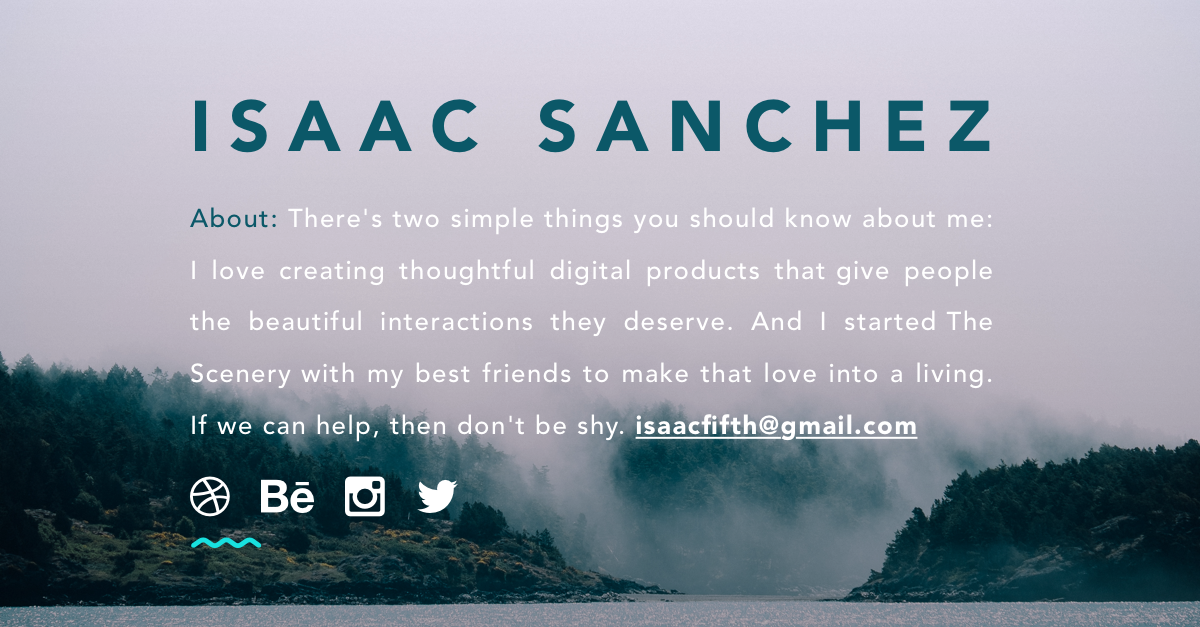 ISAAC SANCHEZ
About: There's two simple things you should know about me:
I love creating thoughtful digital products that give people
the beautiful interactions they deserve. And I started The
Scenery with my best friends to make that love into a living.
If we can help, then don't be shy. isaacfifth@gmail.com
Bē